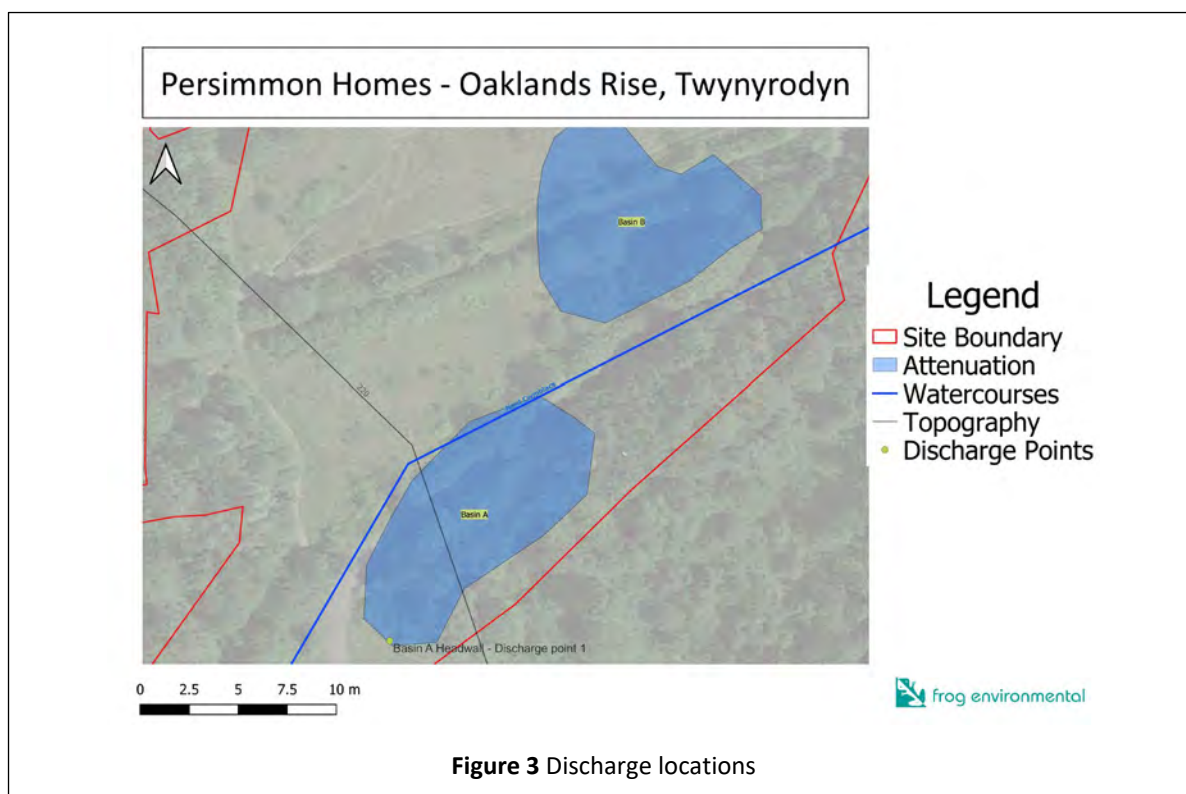 Persimmon Homes - Oaklands Rise, Twynyrodyn
Basin B
220
Basin A
Basin A Headwall - Discharge point 1
Legend
Site Boundary
Attenuation
Watercourses
Topography
Discharge Points
0 2.5 5 7.5 10 m
frog environmental
Figure 3 Discharge locations